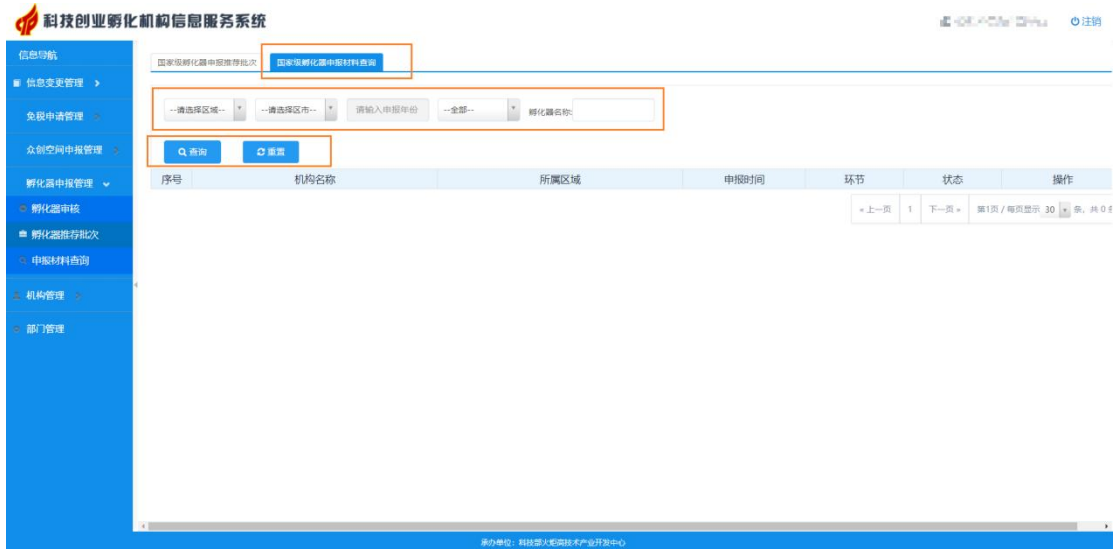 科技创业孵化机构信息服务系统
注销
信息导航
国家级孵化器申报推荐批次 国家级孵化器申报材料查询
信息变更管理
--请选择区域-- --请选择区市-- 请输入申报年份 --全部-- 孵化器名称:
免税申请管理
众创空间申报管理
查询 重置
孵化器申报管理
序号 机构名称 所属区域 申报时间 环节 状态 操作
孵化器审核
«上一页 1 下一页» 第1页/每页显示 30 条, 共 0
孵化器推荐批次
申报材料查询
机构管理
部门管理
承办单位：科技部火炬高技术产业开发中心